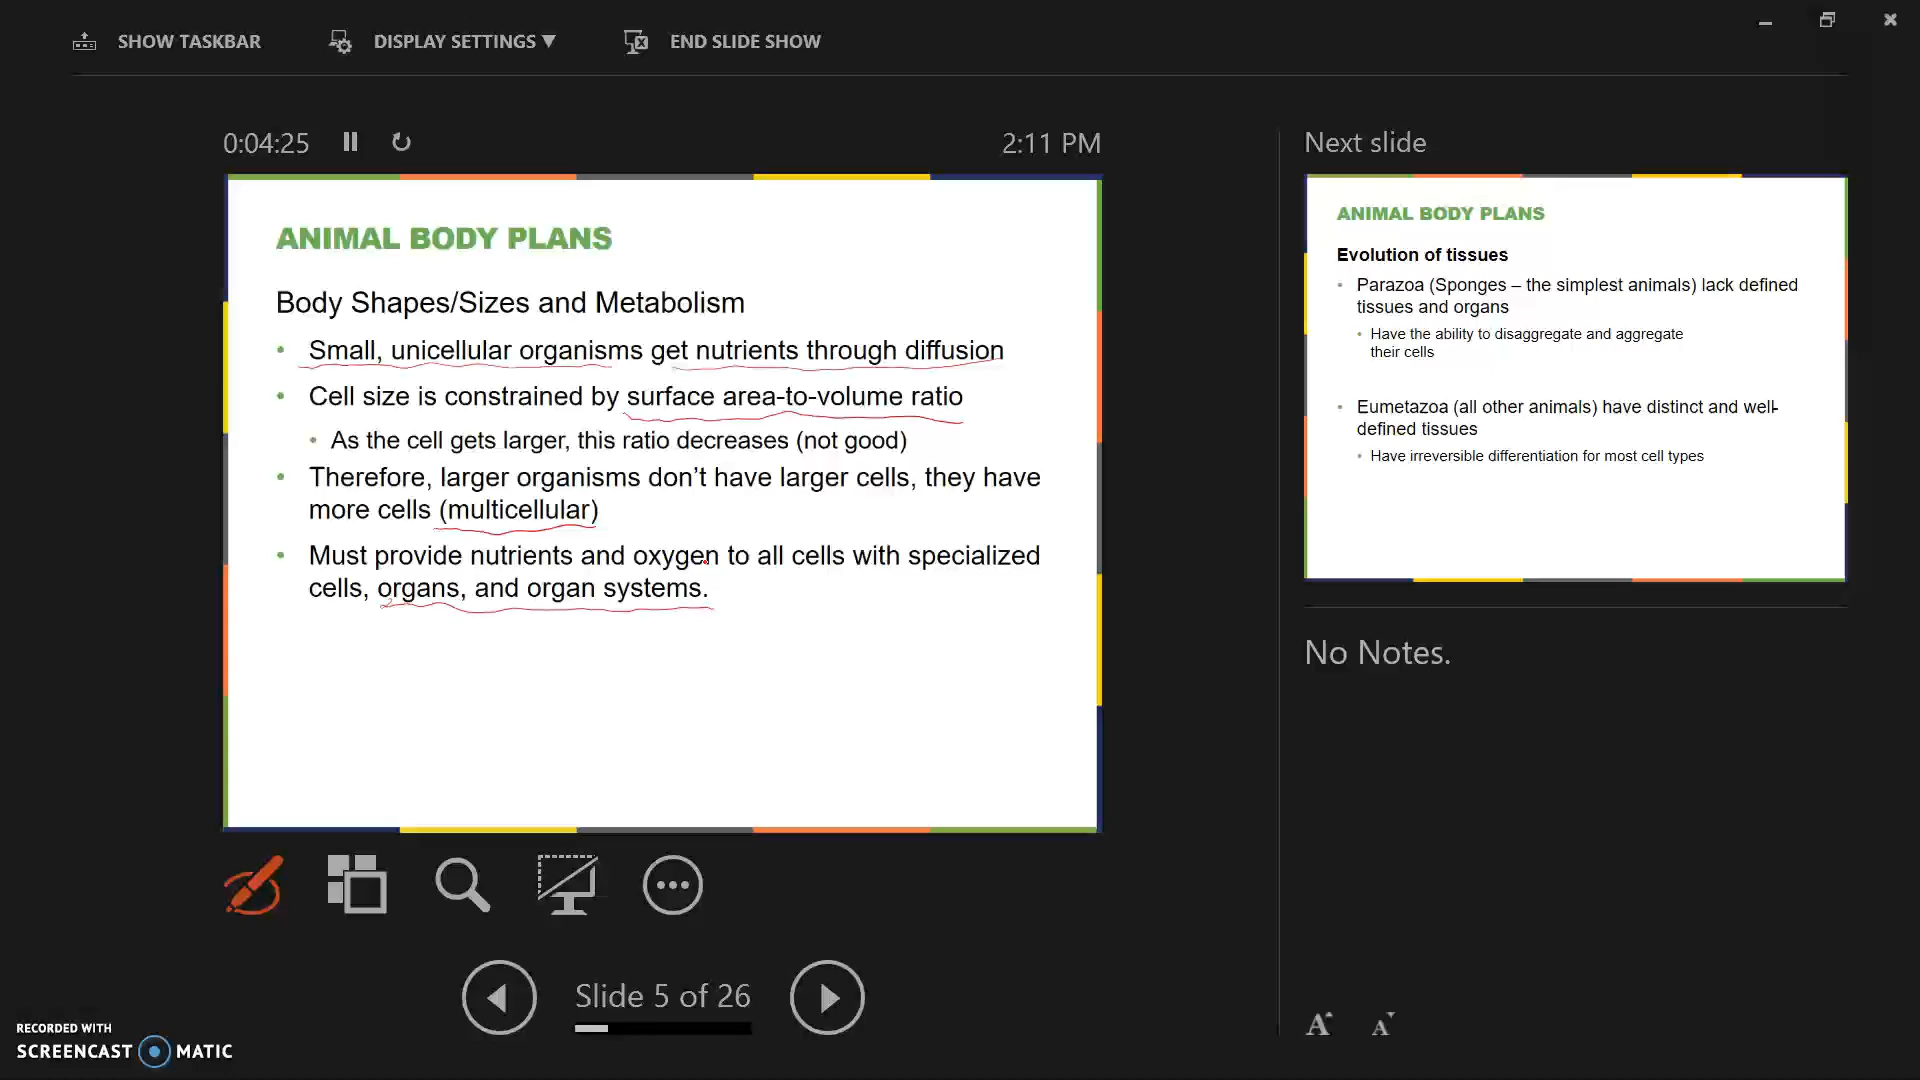 SHOW TASKBAR
DISPLAY SETTINGS ▼
END SLIDE SHOW
0:04:25
2:11 PM
ANIMAL BODY PLANS
Body Shapes/Sizes and Metabolism
• Small, unicellular organisms get nutrients through diffusion
• Cell size is constrained by surface area-to-volume ratio
• As the cell gets larger, this ratio decreases (not good)
• Therefore, larger organisms don't have larger cells, they have
more cells (multicellular)
• Must provide nutrients and oxygen to all cells with specialized
cells, organs, and organ systems.
Slide 5 of 26
Next slide
ANIMAL BODY PLANS
Evolution of tissues
• Parazoa (Sponges – the simplest animals) lack defined
tissues and organs
• Have the ability to disaggregate and aggregate
their cells
• Eumetazoa (all other animals) have distinct and well-
defined tissues
• Have irreversible differentiation for most cell types
No Notes.
A A
RECORDED WITH
SCREENCAST MATIC